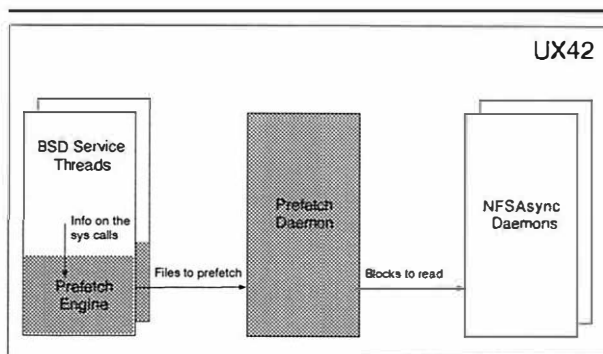 UX42
BSD Service
Threads
Info on the
sys calls
Prefetch
Engine
Files to prefetch
Prefetch
Daemon
Blocks to read
NFSAsync
Daemons